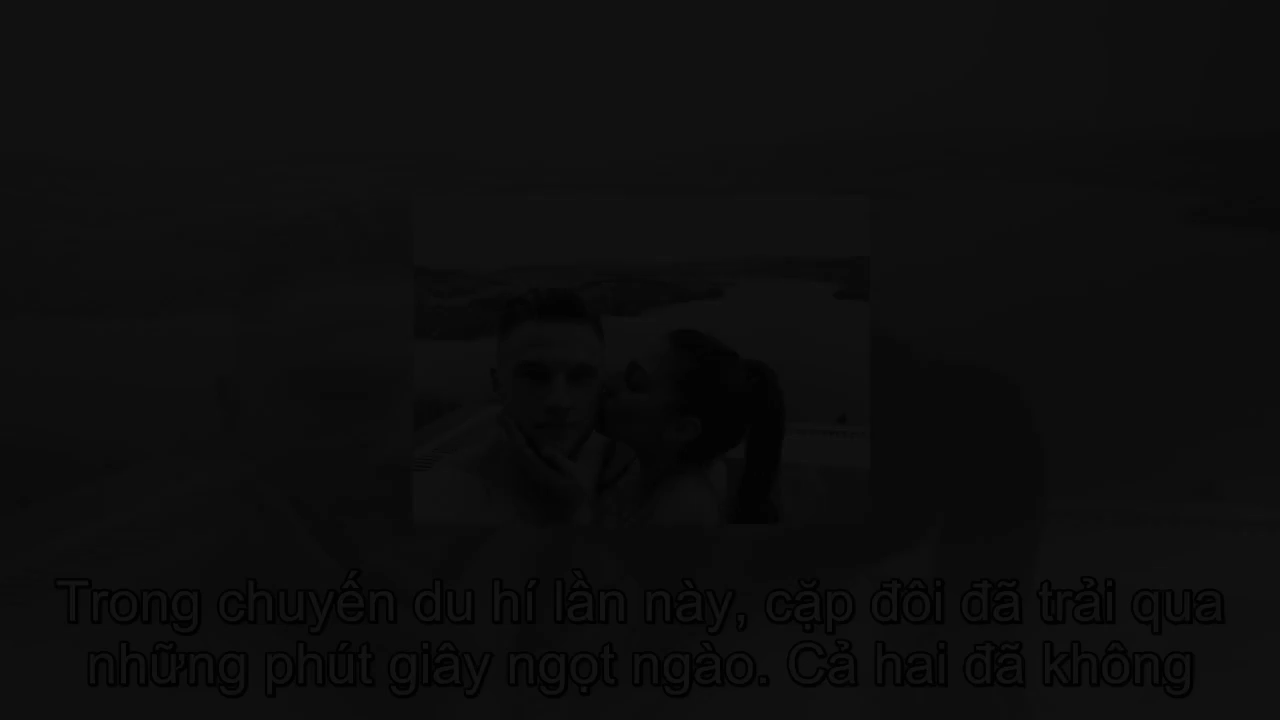 Trong chuyến du hí lần này, cặp đôi đã trải qua
những phút giây ngọt ngào. Cả hai đã không